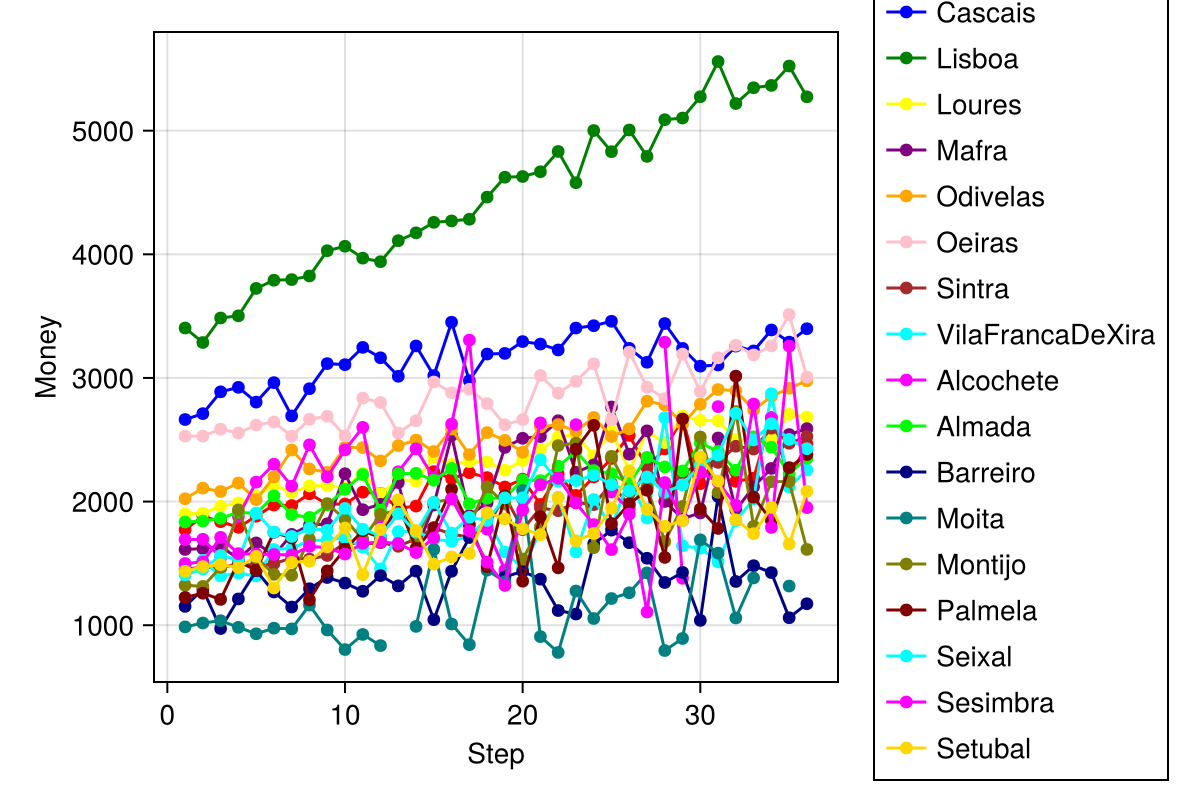 Cascais
Lisboa
Loures
Mafra
Odivelas
Oeiras
Sintra
VilaFrancaDeXira
Alcochete
Almada
Barreiro
Moita
Montijo
Palmela
Seixal
Sesimbra
Setubal
Money
5000
4000
3000
2000
1000
0 10 20 30
Step